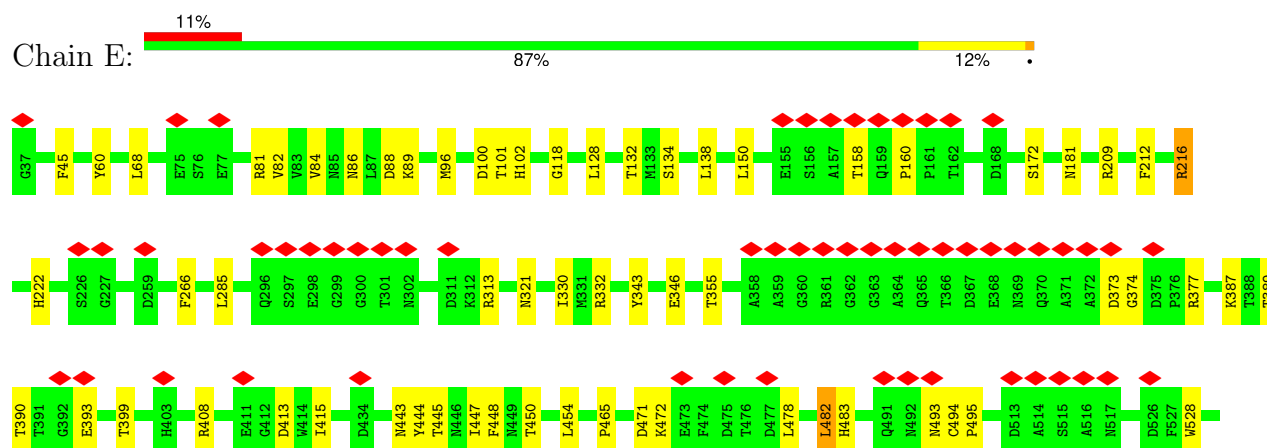 11%
Chain E:
87% 12% •
G37 F45 Y60 L68 E75 S76 E77 R81 V82 V83 V84 N85 N86 L87 D88 K89 M96 D100 T101 H102 G118 L128 T132 M133 S134 L138 L150 E155 S156 A157 T158 Q159 P160 P161 T162 D168 S172 N181 R209 F212 R216
H222 S226 G227 D259 F266 L285 Q296 S297 E298 G299 G300 T301 N302 D311 K312 R313 N321 I330 M331 R332 Y343 E346 T355 A358 A359 G360 R361 G362 G363 A364 Q365 T366 D367 E368 N369 Q370 A371 A372 D373 G374 D375 P376 R377 K387 T388 T389
T390 T391 G392 E393 T399 H403 R408 E411 G412 D413 W414 I415 D434 N443 Y444 T445 N446 I447 F448 N449 T450 L454 P465 D471 K472 E473 F474 D475 T476 D477 L478 L482 H483 Q491 N492 N493 C494 P495 D513 A514 S515 A516 N517 D526 F527 W528